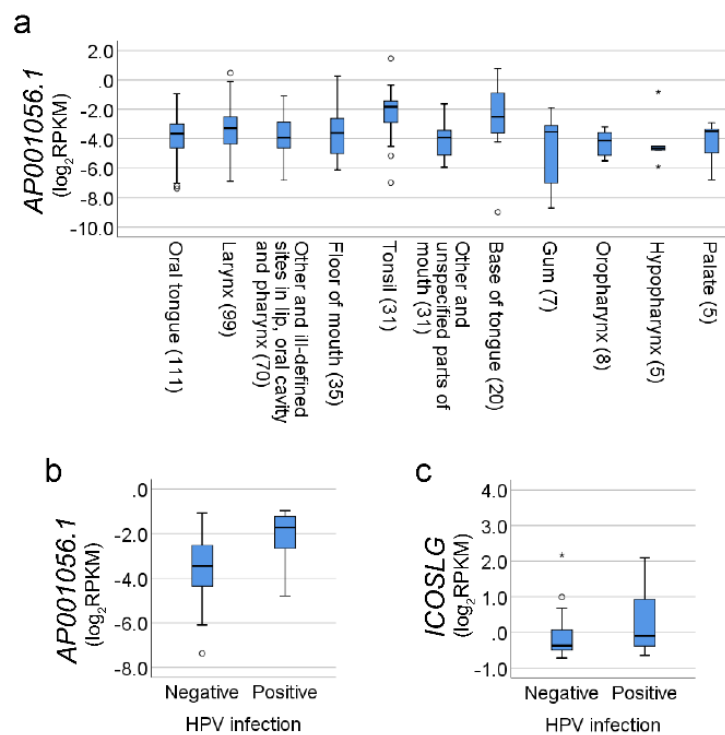 a
AP001056.1
(log2RPKM)
2.0
.0
-2.0
-4.0
-6.0
-8.0
-10.0
Oral tongue (111)
Larynx (99)
Other and ill-defined
sites in lip, oral cavity
and pharynx (70)
Floor of mouth (35)
Tonsil (31)
Other and
unspecified parts of
mouth (31)
Base of tongue (20)
Gum (7)
Oropharynx (8)
Hypopharynx (5)
Palate (5)
b
AP001056.1
(log2RPKM)
.0
-2.0
-4.0
-6.0
-8.0
Negative Positive
HPV infection
c
ICOSLG
(log2RPKM)
4.0
3.0
2.0
1.0
.0
-1.0
Negative Positive
HPV infection